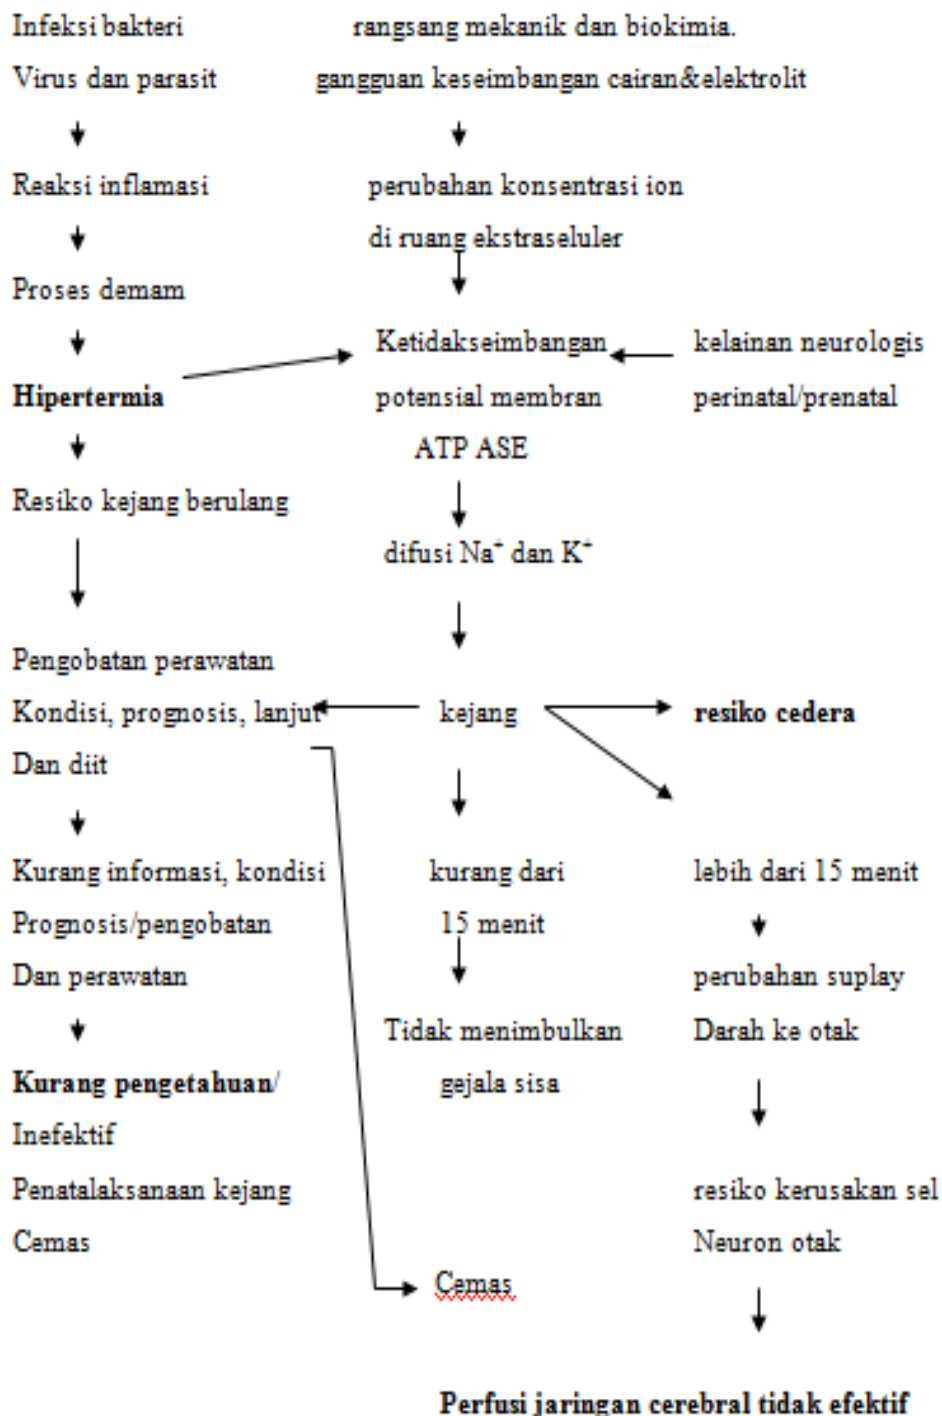 Infeksi bakteri rangsang mekanik dan biokimia.
Virus dan parasit gangguan keseimbangan cairan&elektrolit
Reaksi inflamasi perubahan konsentrasi ion
di ruang ekstraseluler
Proses demam
Ketidakseimbangan kelainan neurologis
Hipertermia potensial membran perinatal/prenatal
ATP ASE
Resiko kejang berulang
difusi Na⁺ dan K⁺
Pengobatan perawatan
Kondisi, prognosis, lanjut kejang resiko cedera
Dan diit
Kurang informasi, kondisi kurang dari lebih dari 15 menit
Prognosis/pengobatan 15 menit
Dan perawatan perubahan suplay
Tidak menimbulkan Darah ke otak
Kurang pengetahuan/ gejala sisa
Inefektif
Penatalaksanaan kejang resiko kerusakan sel
Cemas Neuron otak
Cemas
Perfusi jaringan cerebral tidak efektif